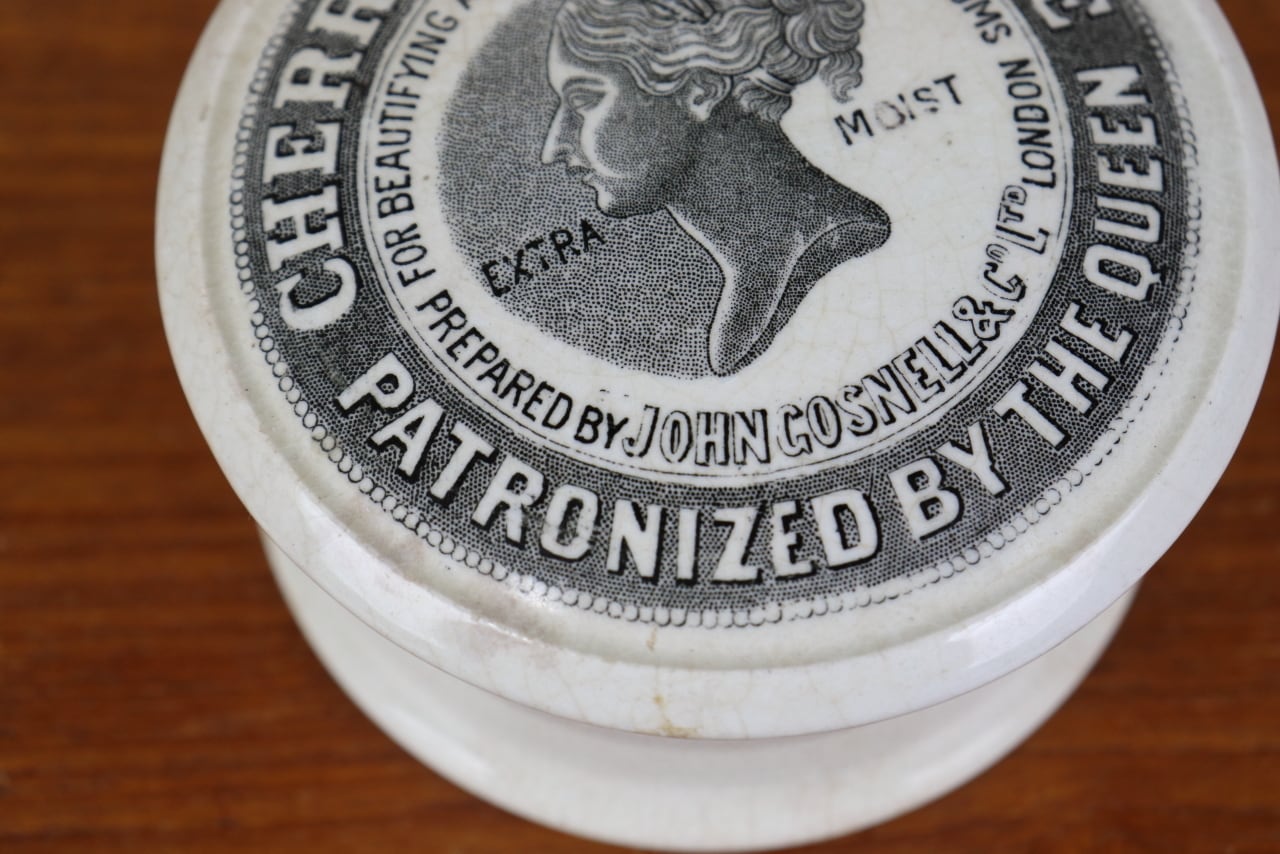 CHERR
PATRONIZED BY THE QUEEN
FOR BEAUTIFYING
PREPARED BY JOHN GOSNELL & Co LTD LONDON
EXTRA MOIST